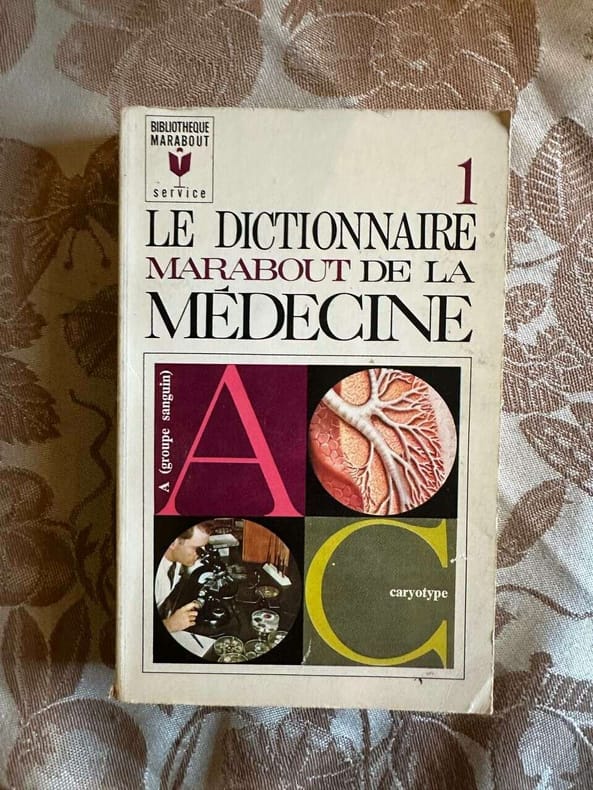 BIBLIOTHEQUE
MARABOUT
service
1
LE DICTIONNAIRE
MARABOUT DE LA
MÉDECINE
A (groupe sanguin)
A
C
caryotype